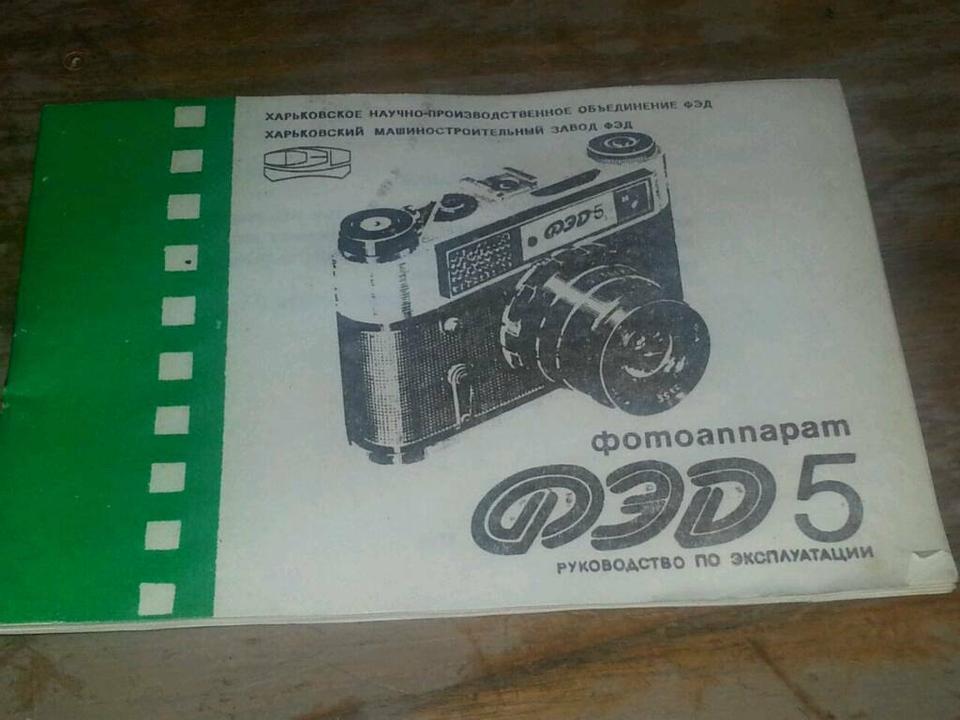 ХАРЬКОВСКОЕ НАУЧНО-ПРОИЗВОДСТВЕННОЕ ОБЪЕДИНЕНИЕ ФЭД
ХАРЬКОВСКИЙ МАШИНОСТРОИТЕЛЬНЫЙ ЗАВОД ФЭД
ФЭД 5
фотоаппарат
ФЭД 5
РУКОВОДСТВО ПО ЭКСПЛУАТАЦИИ